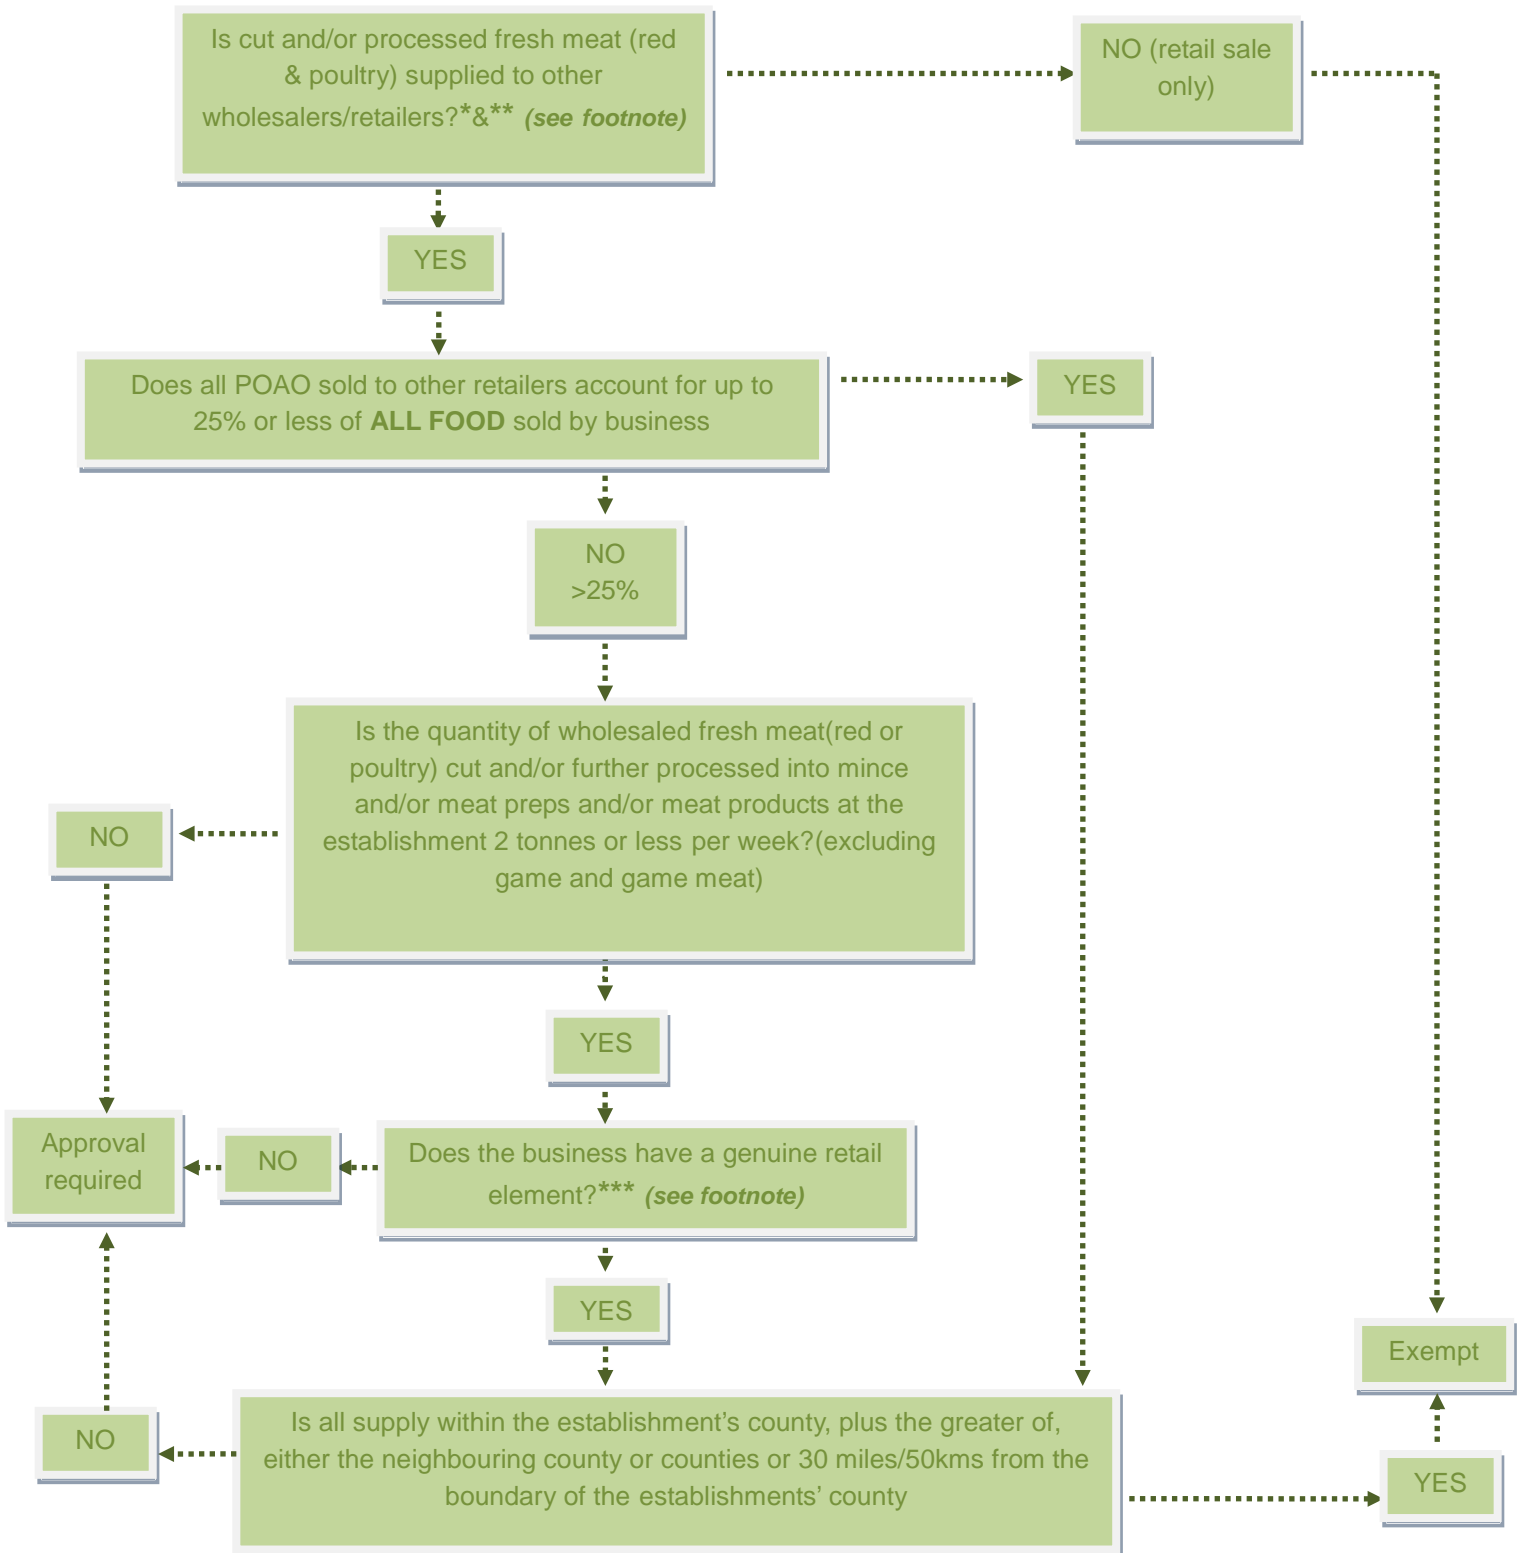 Is cut and/or processed fresh meat (red
& poultry) supplied to other
wholesalers/retailers?*&** (see footnote)
NO (retail sale
only)
YES
Does all POAO sold to other retailers account for up to
25% or less of ALL FOOD sold by business
YES
NO
>25%
Is the quantity of wholesaled fresh meat(red or
poultry) cut and/or further processed into mince
and/or meat preps and/or meat products at the
establishment 2 tonnes or less per week?(excluding
game and game meat)
NO
YES
Approval
required
NO
Does the business have a genuine retail
element?*** (see footnote)
YES
Exempt
Is all supply within the establishment’s county, plus the greater of,
either the neighbouring county or counties or 30 miles/50kms from the
boundary of the establishments’ county
NO
YES